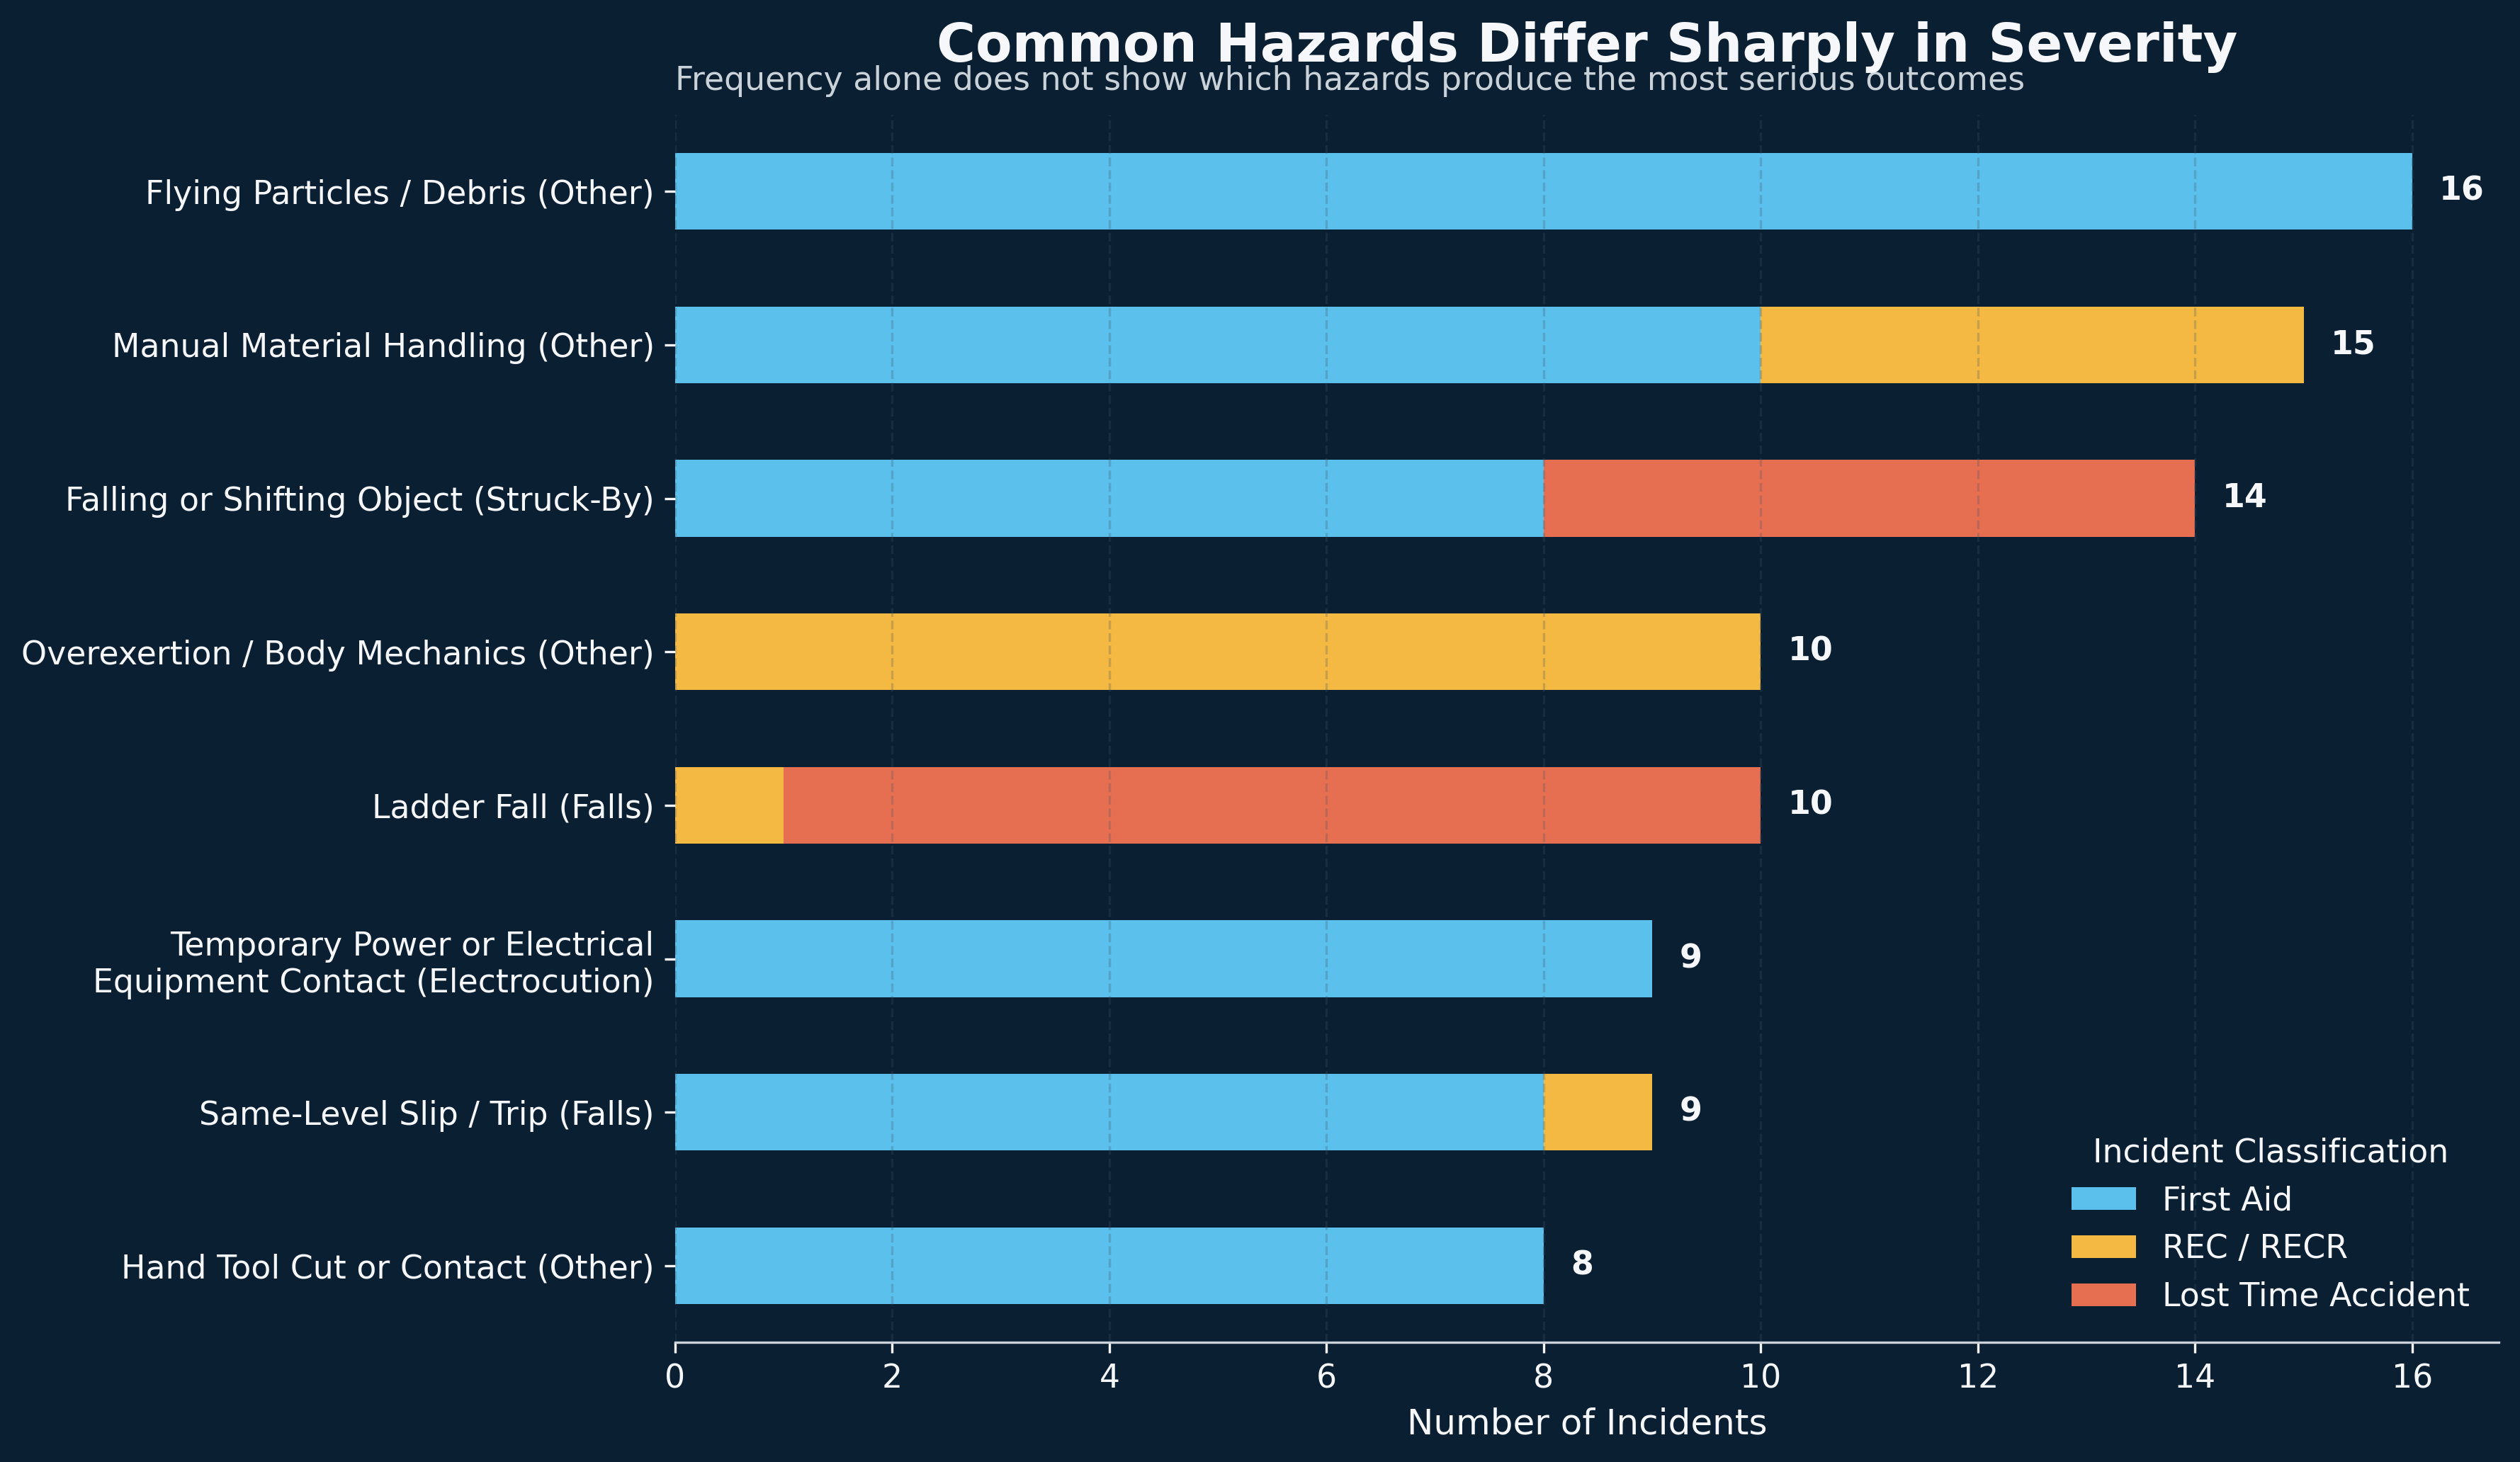 Common Hazards Differ Sharply in Severity
Frequency alone does not show which hazards produce the most serious outcomes
Flying Particles / Debris (Other)
16
Manual Material Handling (Other)
15
Falling or Shifting Object (Struck-By)
14
Overexertion / Body Mechanics (Other)
10
Ladder Fall (Falls)
10
Temporary Power or Electrical
Equipment Contact (Electrocution)
9
Same-Level Slip / Trip (Falls)
9
Hand Tool Cut or Contact (Other)
8
Incident Classification
First Aid
REC / RECR
Lost Time Accident
0 2 4 6 8 10 12 14 16
Number of Incidents